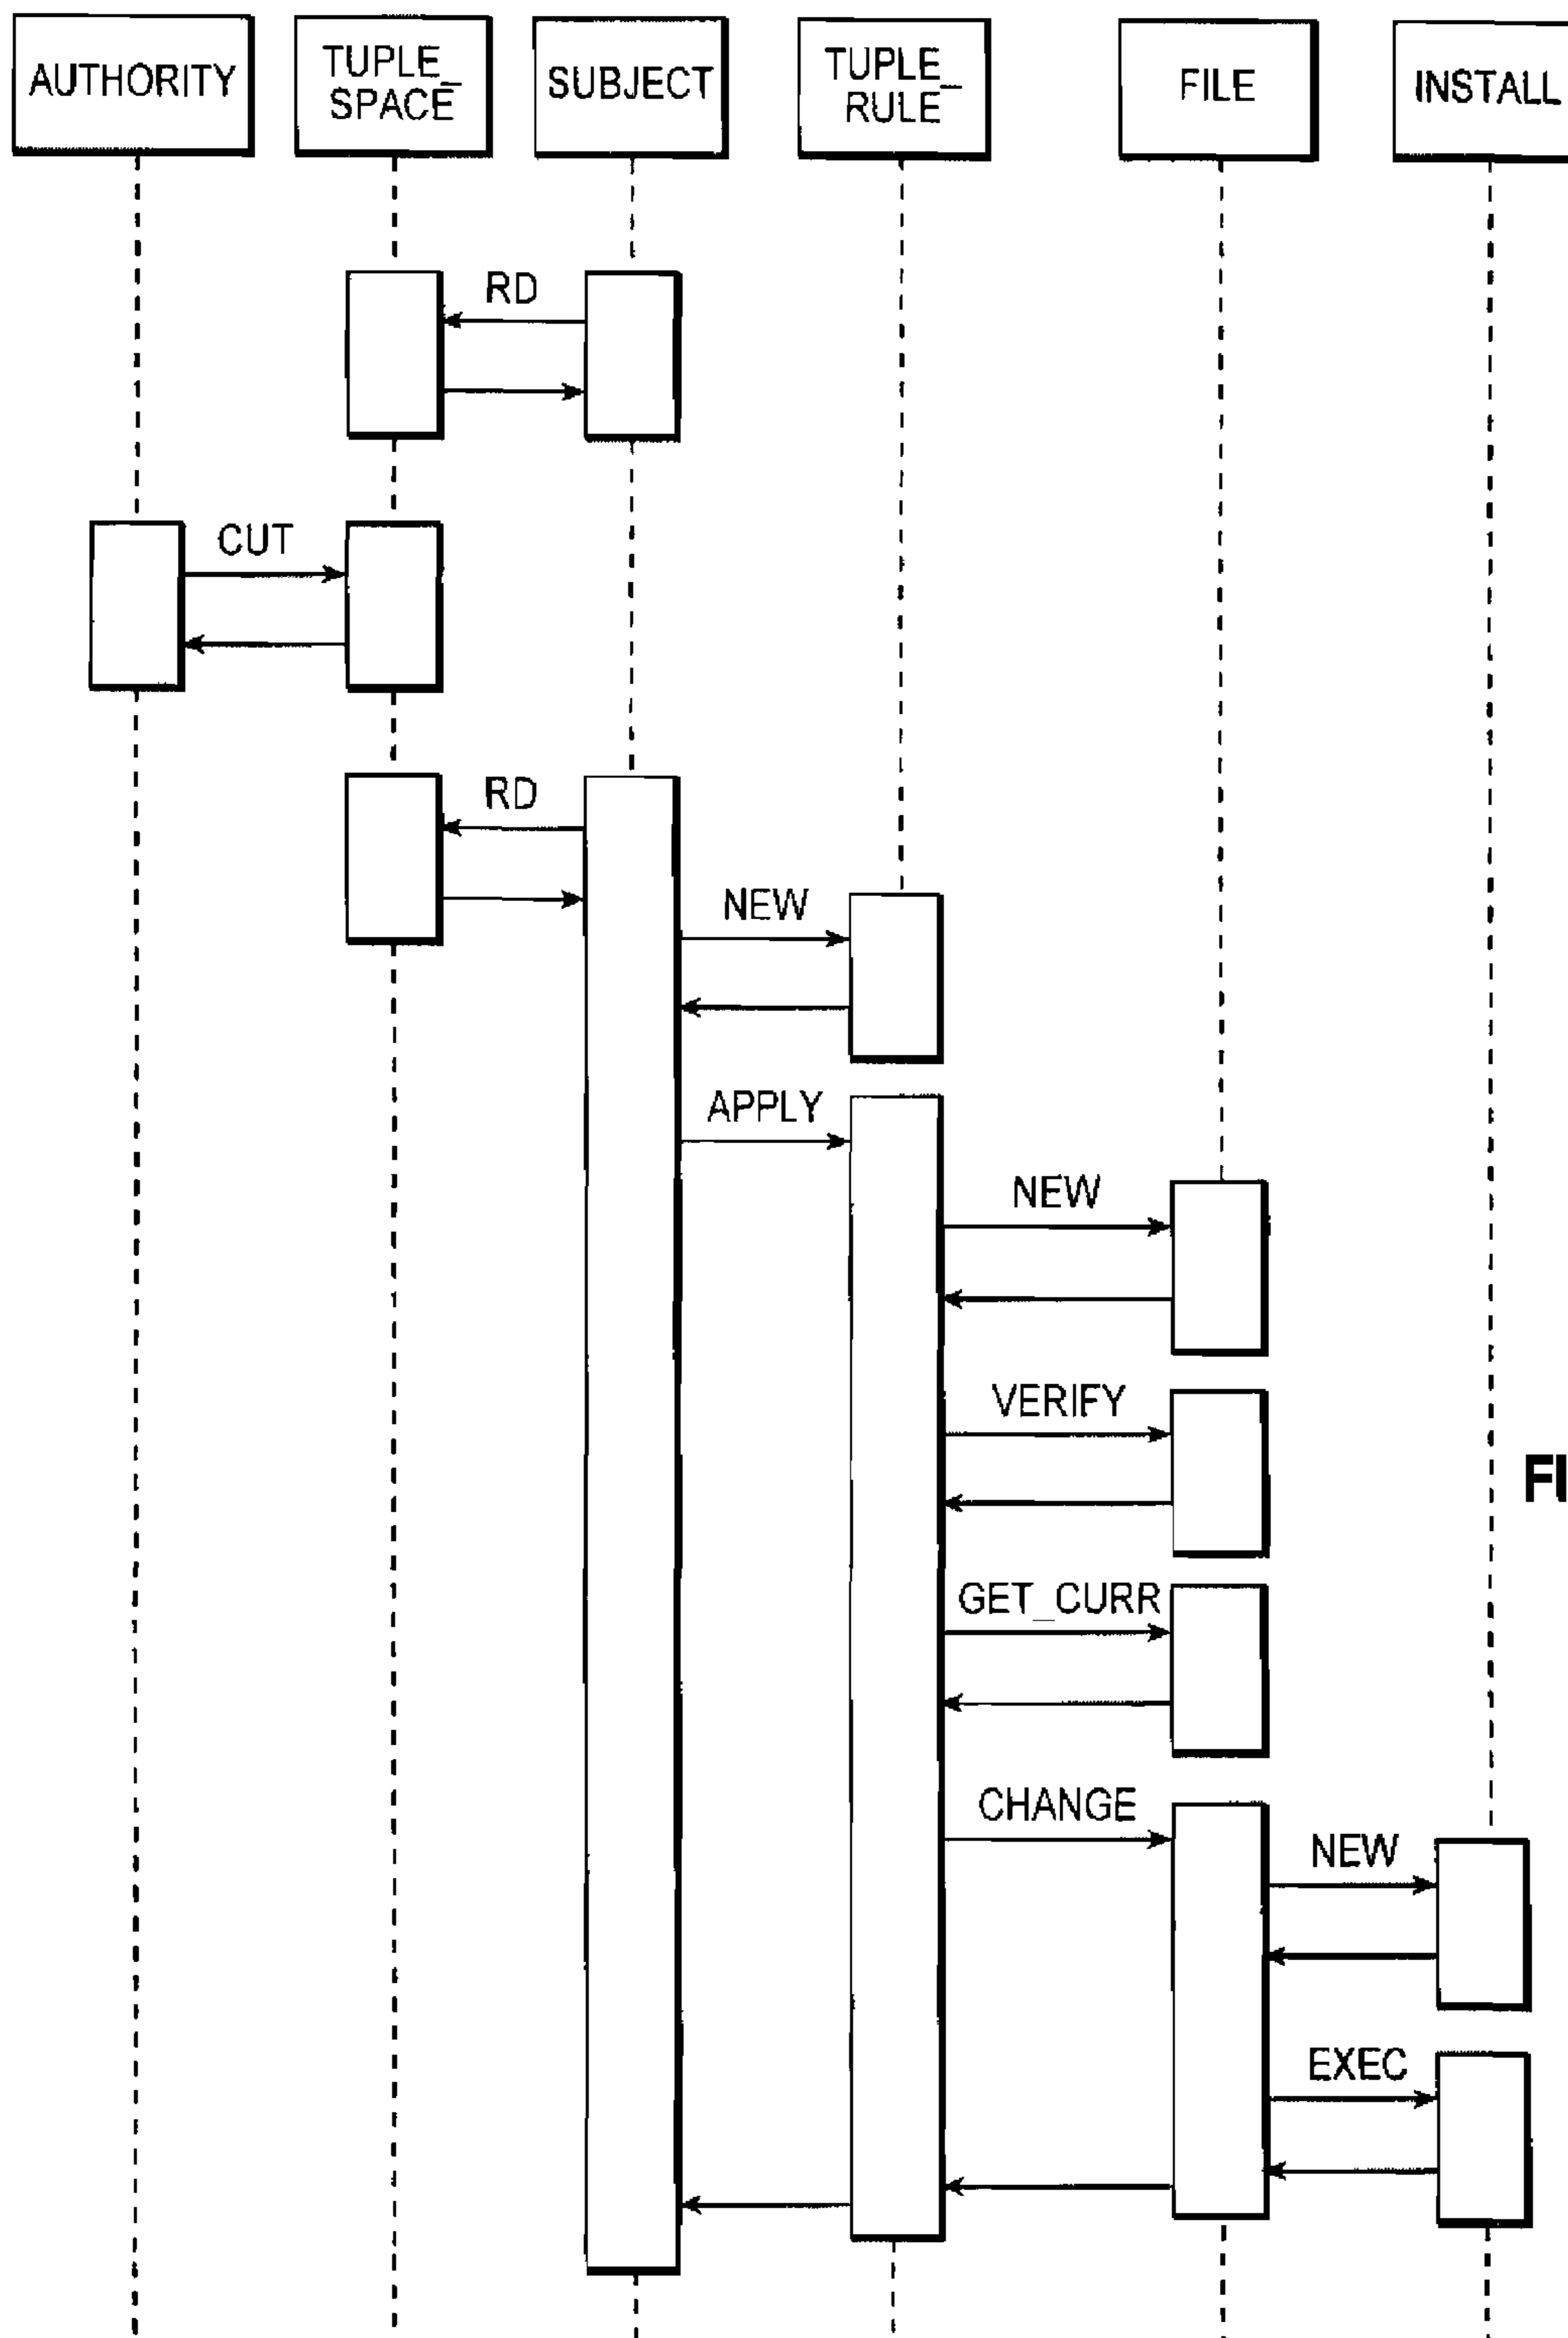 AUTHORITY
TUPLE_
SPACE
SUBJECT
TUPLE_
RULE
FILE
INSTALL
RD
CUT
RD
NEW
APPLY
NEW
VERIFY
FI
GET_CURR
CHANGE
NEW
EXEC